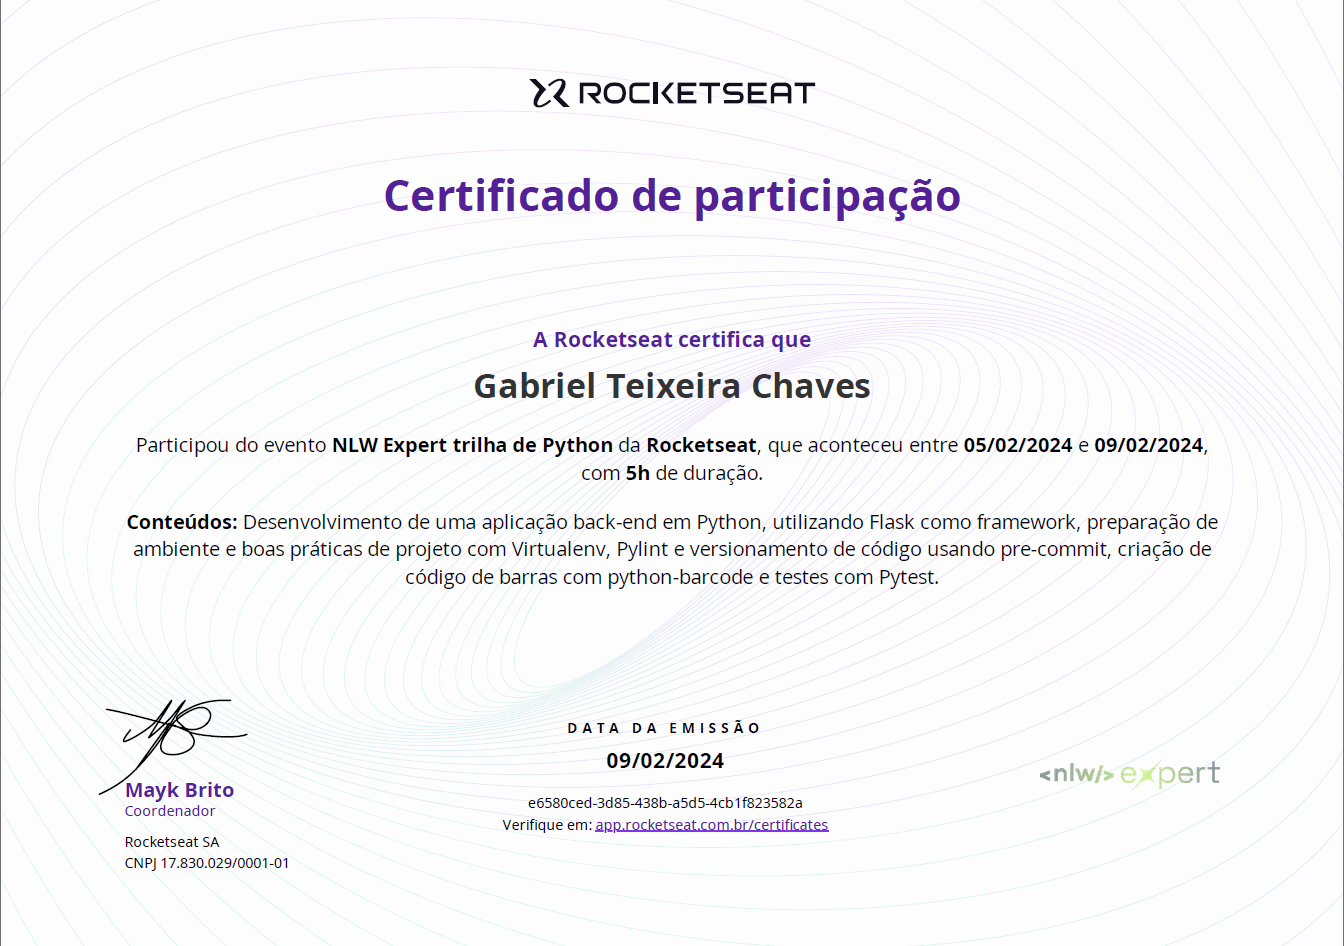 ROCKETSEAT
Certificado de participação
A Rocketseat certifica que
Gabriel Teixeira Chaves
Participou do evento NLW Expert trilha de Python da Rocketseat, que aconteceu entre 05/02/2024 e 09/02/2024,
com 5h de duração.
Conteúdos: Desenvolvimento de uma aplicação back-end em Python, utilizando Flask como framework, preparação de
ambiente e boas práticas de projeto com Virtualenv, Pylint e versionamento de código usando pre-commit, criação de
código de barras com python-barcode e testes com Pytest.
Mayk Brito
Coordenador
Rocketseat SA
CNPJ 17.830.029/0001-01
DATA DA EMISSÃO
09/02/2024
e6580ced-3d85-438b-a5d5-4cb1f823582a
Verifique em: app.rocketseat.com.br/certificates
<nlw/> expert